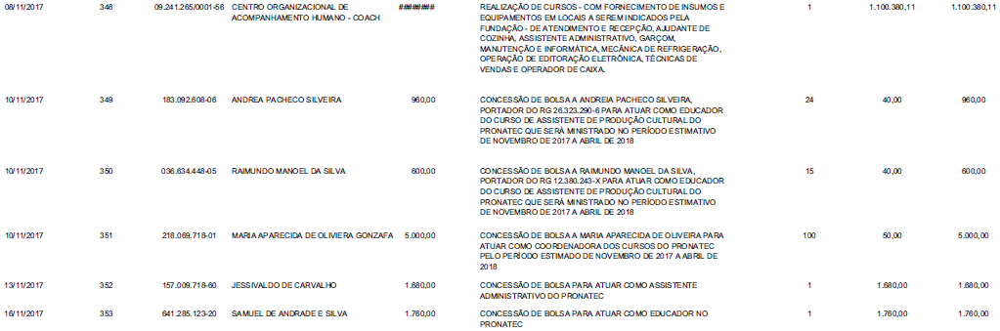 08/11/2017 346 09.241.265/0001-56 CENTRO ORGANIZACIONAL DE ######## REALIZAÇÃO DE CURSOS - COM FORNECIMENTO DE INSUMOS E 1 1.100.380,11 1.100.380,11
ACOMPANHAMENTO HUMANO - COACH EQUIPAMENTOS EM LOCAIS A SEREM INDICADOS PELA
FUNDAÇÃO - DE ATENDIMENTO E RECEPÇÃO, AJUDANTE DE
COZINHA, ASSISTENTE ADMINISTRATIVO, GARÇOM,
MANUTENÇÃO E INFORMÁTICA, MECÂNICA DE REFRIGERAÇÃO,
OPERAÇÃO DE EDITORAÇÃO ELETRÔNICA, TÉCNICAS DE
VENDAS E OPERADOR DE CAIXA.
10/11/2017 349 183.092.608-06 ANDREA PACHECO SILVEIRA 960,00 CONCESSÃO DE BOLSA A ANDREIA PACHECO SILVEIRA, 24 40,00 960,00
PORTADOR DO RG 26.323.290-6 PARA ATUAR COMO EDUCADOR
DO CURSO DE ASSISTENTE DE PRODUÇÃO CULTURAL DO
PRONATEC QUE SERÁ MINISTRADO NO PERÍODO ESTIMATIVO
DE NOVEMBRO DE 2017 A ABRIL DE 2018
10/11/2017 350 036.634.448-05 RAIMUNDO MANOEL DA SILVA 600,00 CONCESSÃO DE BOLSA A RAIMUNDO MANOEL DA SILVA, 15 40,00 600,00
PORTADOR DO RG 12.380.243-X PARA ATUAR COMO EDUCADOR
DO CURSO DE ASSISTENTE DE PRODUÇÃO CULTURAL DO
PRONATEC QUE SERÁ MINISTRADO NO PERÍODO ESTIMATIVO
DE NOVEMBRO DE 2017 A ABRIL DE 2018
10/11/2017 351 218.069.718-01 MARIA APARECIDA DE OLIVIERA GONZAFA 5.000,00 CONCESSÃO DE BOLSA A MARIA APARECIDA DE OLIVEIRA PARA 100 50,00 5.000,00
ATUAR COMO COORDENADORA DOS CURSOS DO PRONATEC
PELO PERÍODO ESTIMADO DE NOVEMBRO DE 2017 A ABRIL DE
2018
13/11/2017 352 157.009.718-60 JESSIVALDO DE CARVALHO 1.680,00 CONCESSÃO DE BOLSA PARA ATUAR COMO ASSISTENTE 1 1.680,00 1.680,00
ADMINISTRATIVO DO PRONATEC
16/11/2017 353 641.285.123-20 SAMUEL DE ANDRADE E SILVA 1.760,00 CONCESSÃO DE BOLSA PARA ATUAR COMO EDUCADOR NO 1 1.760,00 1.760,00
PRONATEC